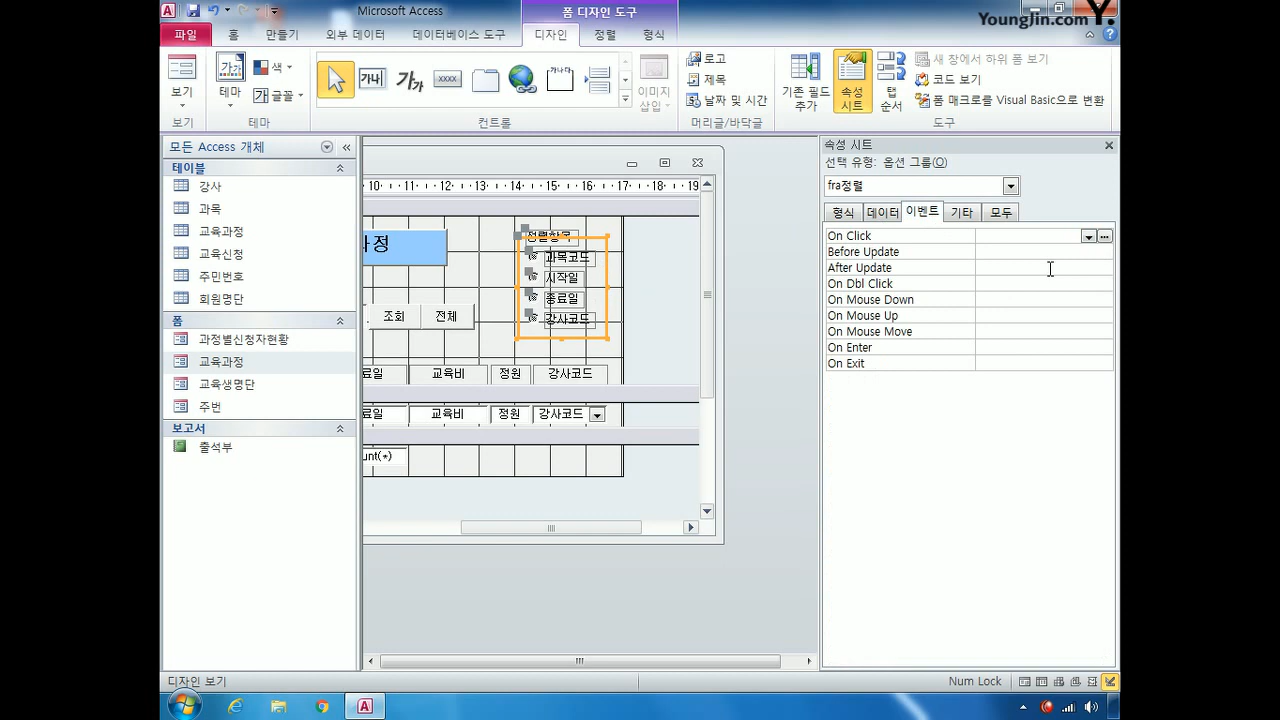 Microsoft Access
폼 디자인 도구
YoungJin.com Y.
파일
홈
만들기
외부 데이터
데이터베이스 도구
디자인
정렬
형식
보기
테마
색
글꼴
가나
가가
xxxx
이미지
삽입
로고
제목
날짜 및 시간
기존 필드
추가
속성
시트
탭
순서
새 창에서 하위 폼 보기
코드 보기
폼 매크로를 Visual Basic으로 변환
보기
테마
컨트롤
머리글/바닥글
도구
모든 Access 개체
테이블
강사
과목
교육과정
교육신청
주민번호
회원명단
폼
과정별신청자현황
교육과정
교육생명단
주번
보고서
출석부
10 11 12 13 14 15 16 17 18 19
정
정렬항목
과목코드
시작일
종료일
강사코드
조회
전체
료일
교육비
정원
강사코드
료일
교육비
정원
강사코드
unt(*)
속성 시트
선택 유형: 옵션 그룹(O)
fra정렬
형식
데이터
이벤트
기타
모두
On Click
Before Update
After Update
On Dbl Click
On Mouse Down
On Mouse Up
On Mouse Move
On Enter
On Exit
디자인 보기
Num Lock